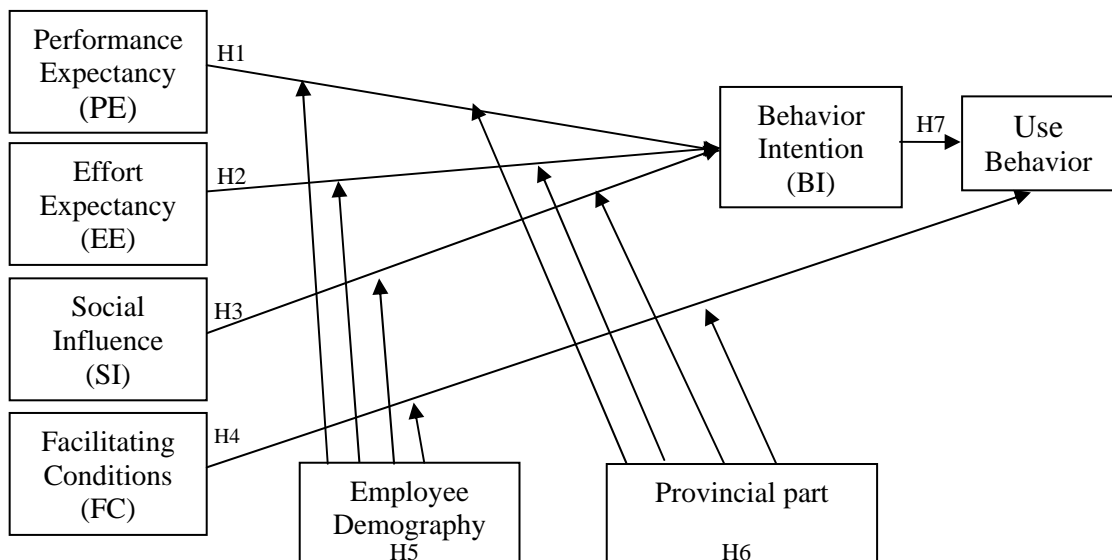 Performance
Expectancy
(PE)
H1
Effort
Expectancy
(EE)
H2
Social
Influence
(SI)
H3
Facilitating
Conditions
(FC)
H4
Behavior
Intention
(BI)
H7
Use
Behavior
Employee
Demography
H5
Provincial part
H6